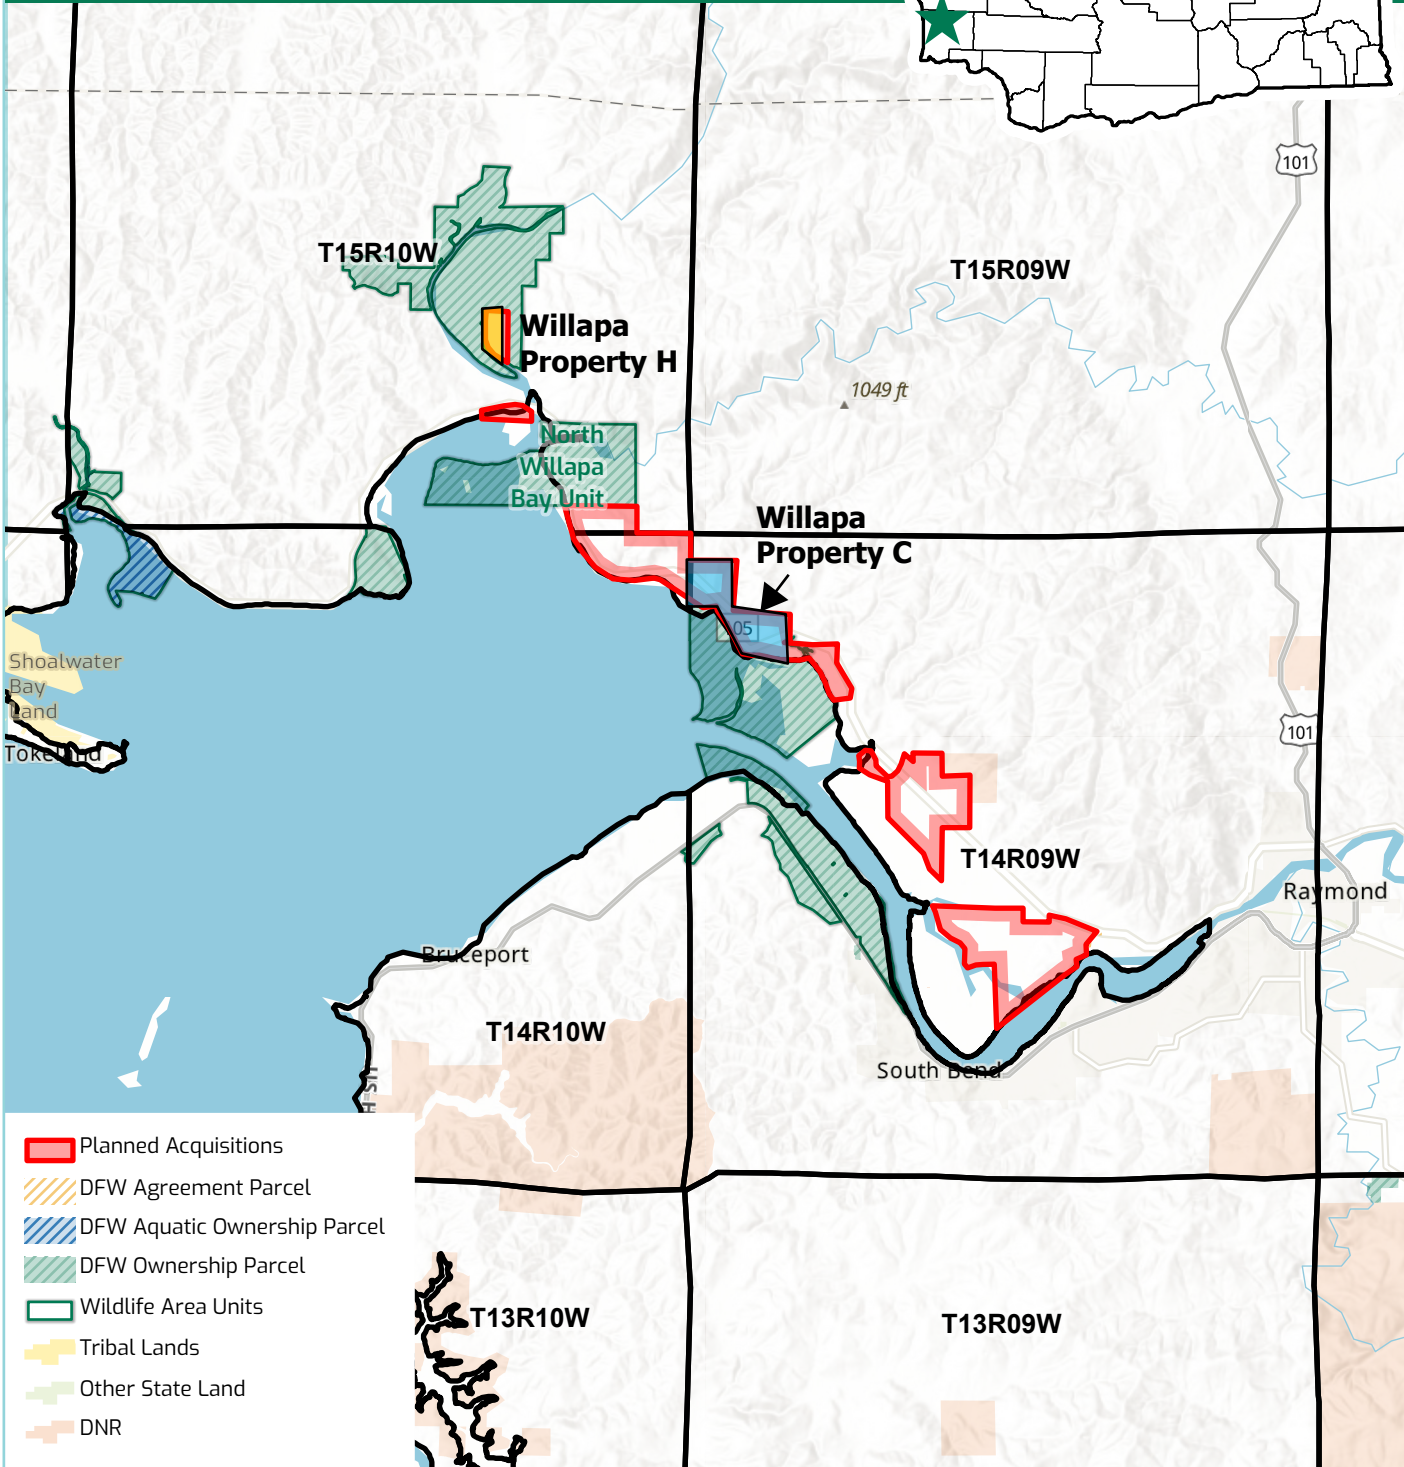 101
T15R10W
T15R09W
Willapa
Property H
1049 ft
North
Willapa
Bay Unit
Willapa
Property C
05
Shoalwater
Bay
Land
Tokeland
101
T14R09W
Raymond
Bruceport
T14R10W
South Bend
US H
Planned Acquisitions
DFW Agreement Parcel
DFW Aquatic Ownership Parcel
DFW Ownership Parcel
Wildlife Area Units
Tribal Lands
Other State Land
DNR
T13R10W
T13R09W